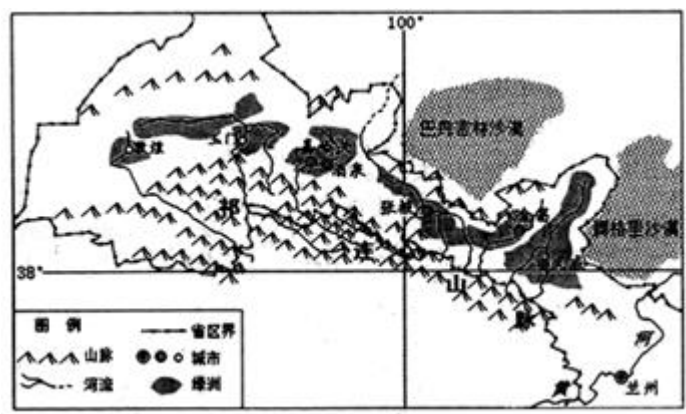 100°
巴丹吉林沙漠
敦煌
玉门
酒泉
祁
张掖
腾格里沙漠
连
38°
山
脉
图 例
省区界
山脉
城市
河流
绿洲
河
黄
兰州